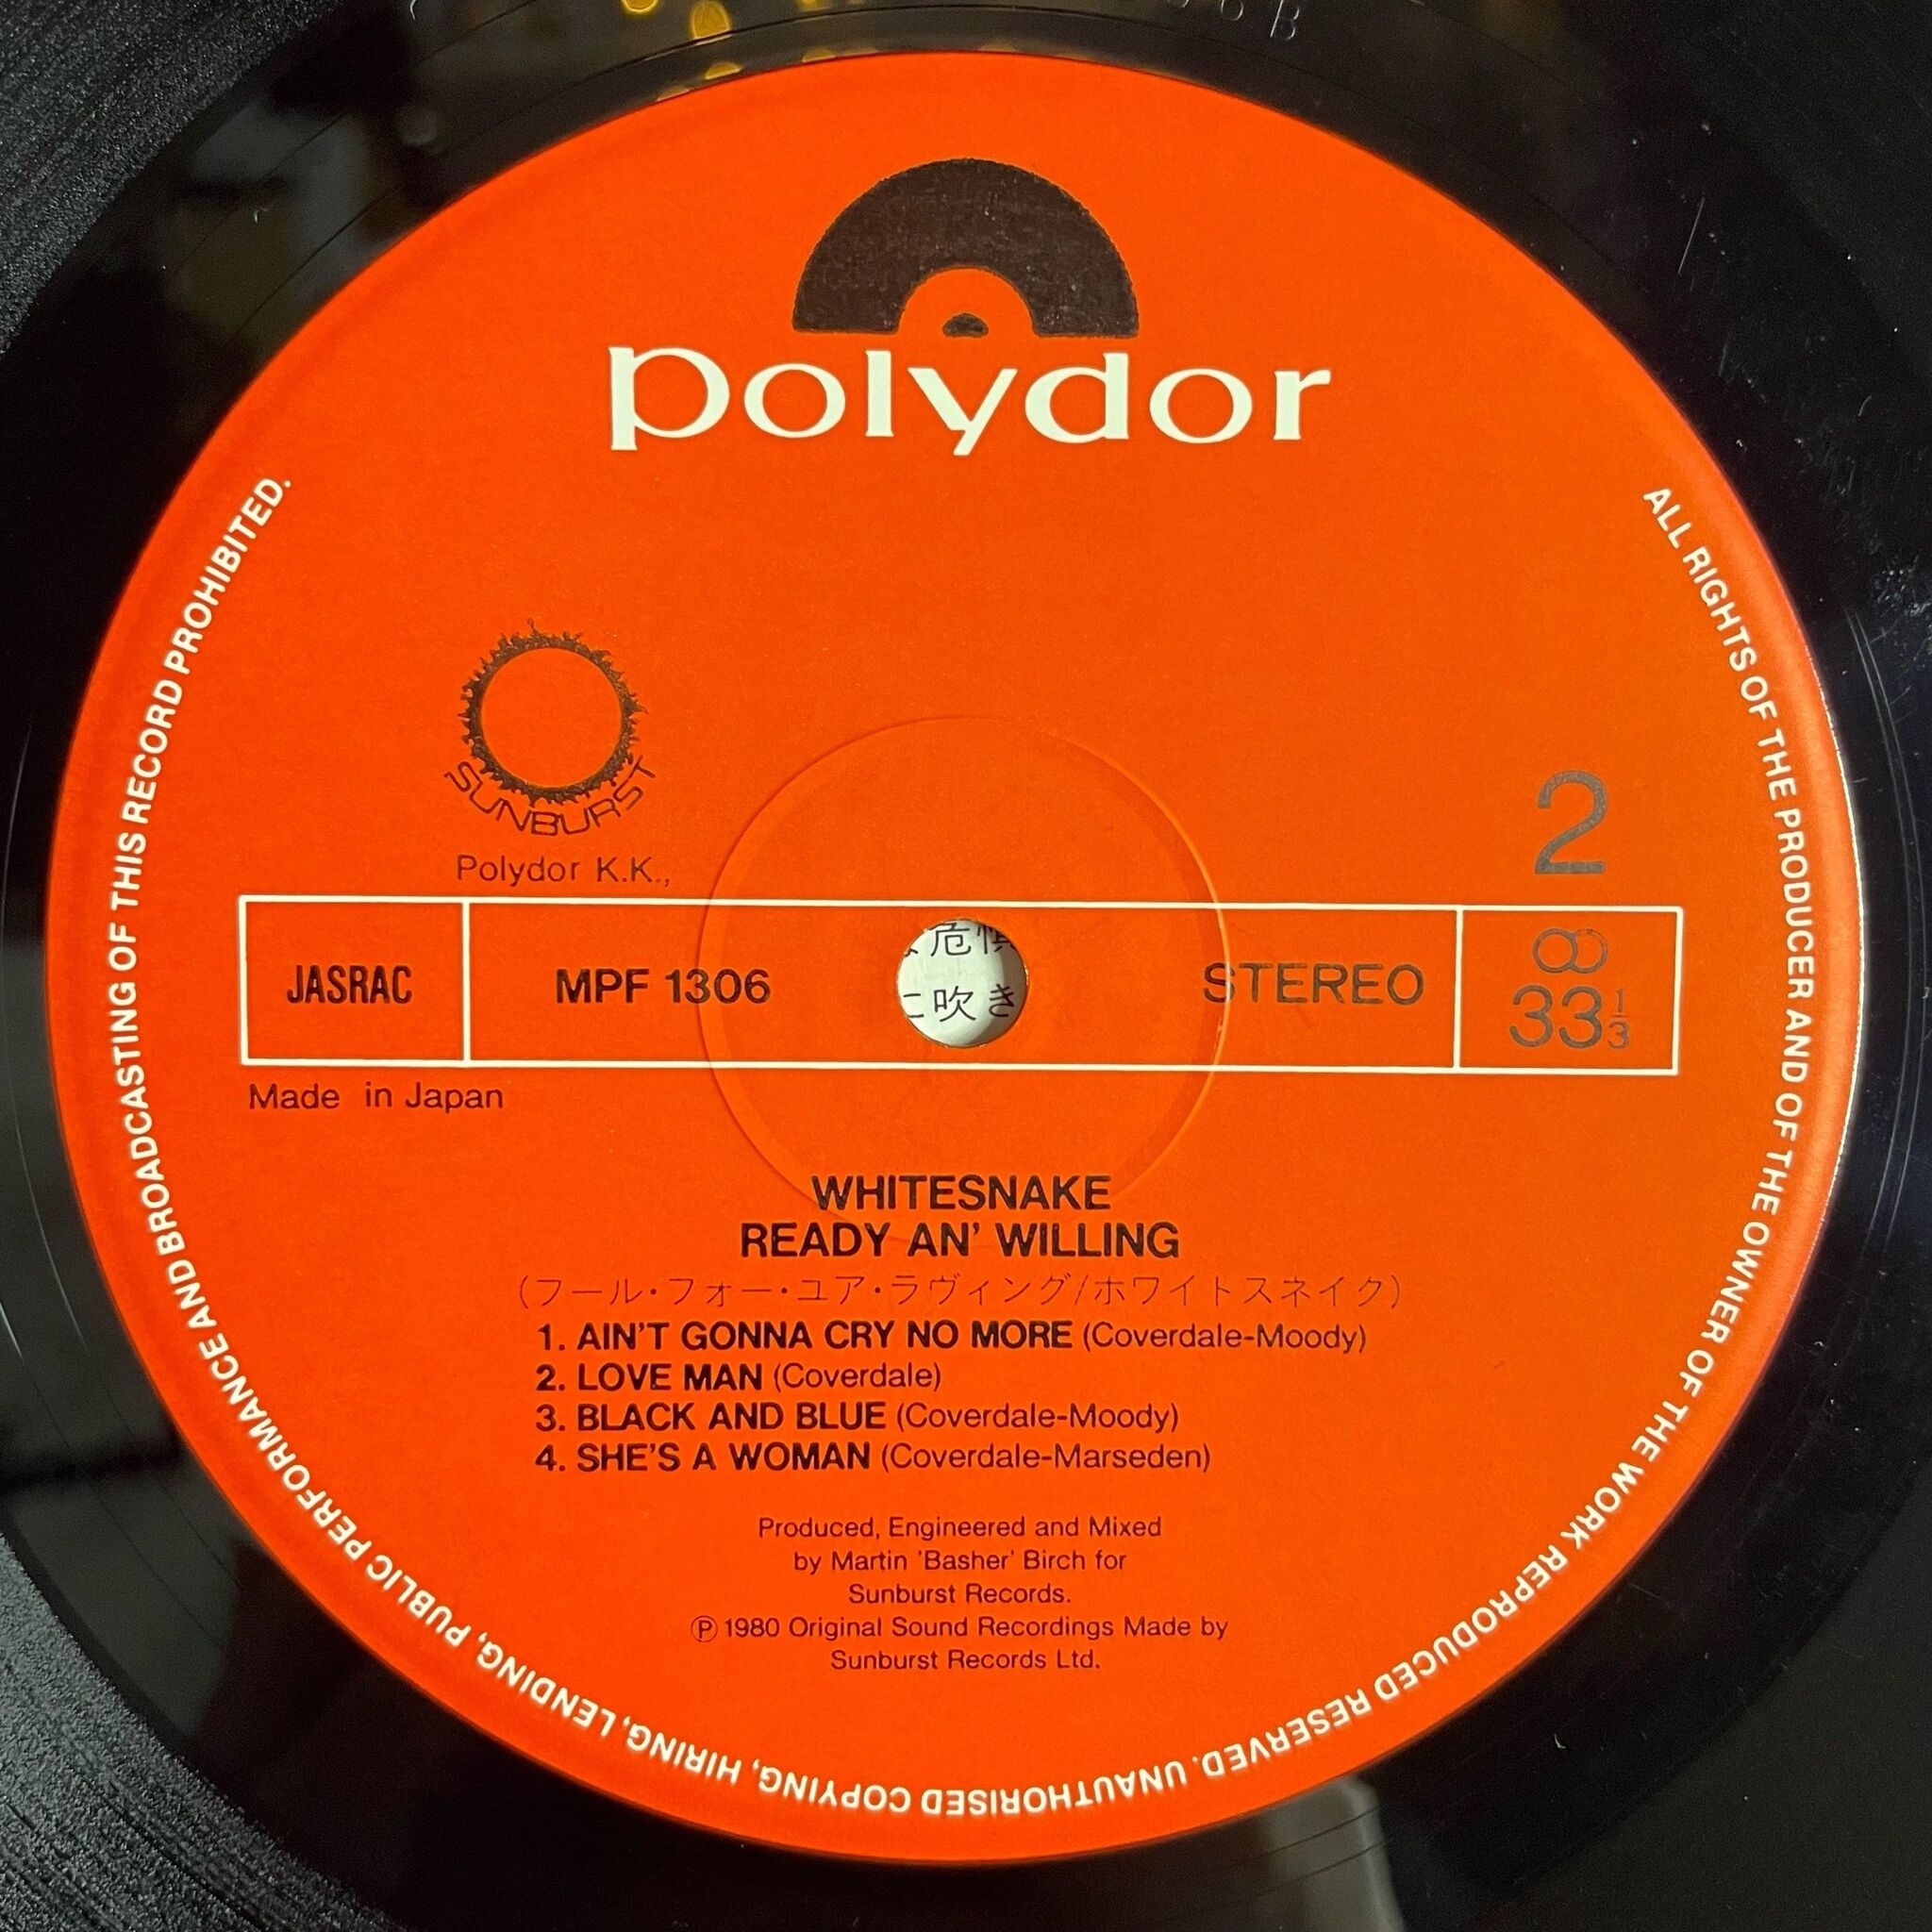 6 B
polydor
SUNBURST
Polydor K.K.,
2
JASRAC
MPF 1306
危惧
に吹き
STEREO
33 1/3
Made in Japan
WHITESNAKE
READY AN' WILLING
(フール・フォー・ユア・ラヴィング/ホワイトスネイク)
1. AIN'T GONNA CRY NO MORE (Coverdale-Moody)
2. LOVE MAN (Coverdale)
3. BLACK AND BLUE (Coverdale-Moody)
4. SHE'S A WOMAN (Coverdale-Marseden)
Produced, Engineered and Mixed
by Martin 'Basher' Birch for
Sunburst Records.
Ⓟ 1980 Original Sound Recordings Made by
Sunburst Records Ltd.
ALL RIGHTS OF THE PRODUCER AND OF THE OWNER OF THE WORK REPRODUCED RESERVED. UNAUTHORISED COPYING, HIRING, LENDING, PUBLIC PERFORMANCE AND BROADCASTING OF THIS RECORD PROHIBITED.